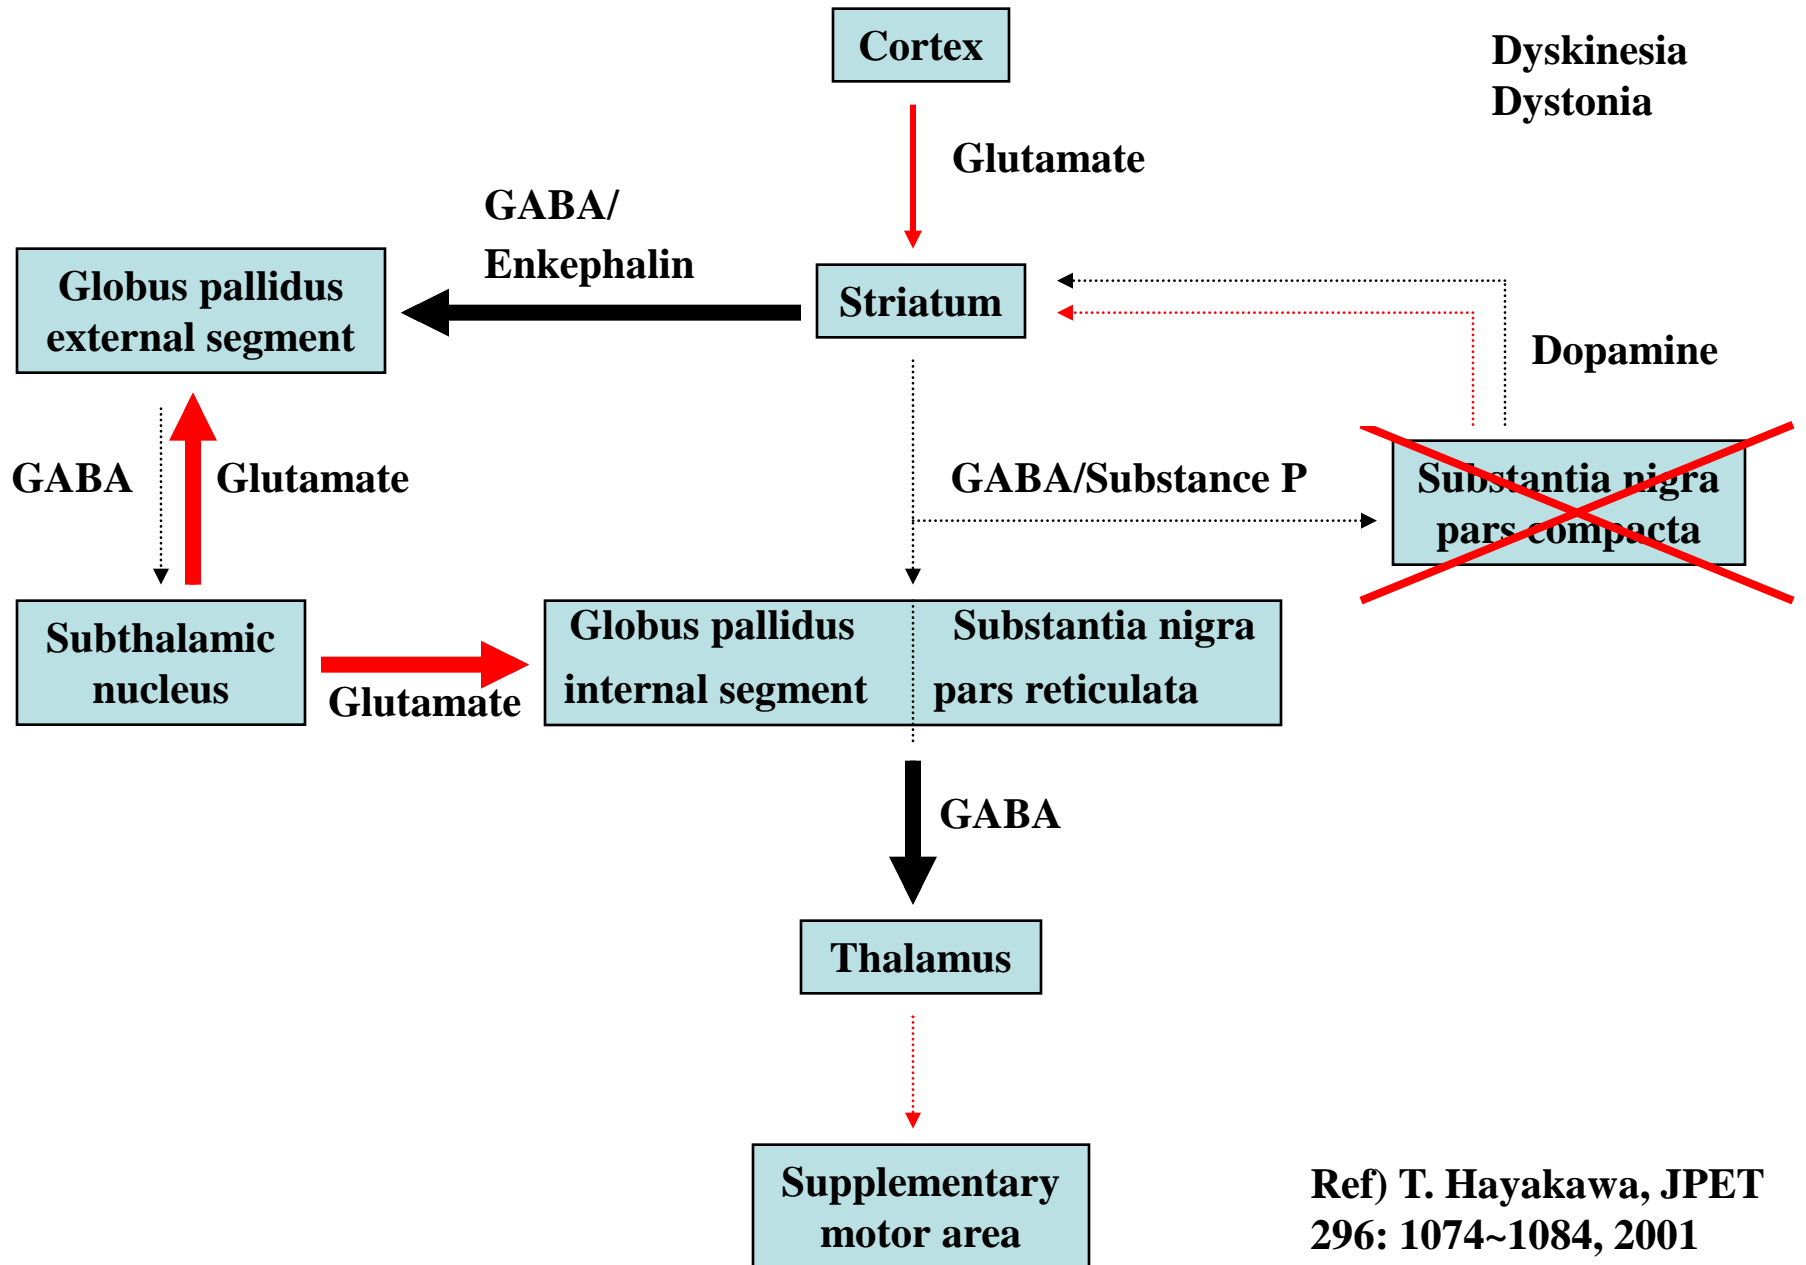 Cortex
Dyskinesia
Dystonia
Glutamate
GABA/
Enkephalin
Globus pallidus
external segment
Striatum
Dopamine
GABA
Glutamate
GABA/Substance P
Substantia nigra
pars compacta
Subthalamic
nucleus
Glutamate
Globus pallidus
internal segment
Substantia nigra
pars reticulata
GABA
Thalamus
Supplementary
motor area
Ref) T. Hayakawa, JPET
296: 1074~1084, 2001